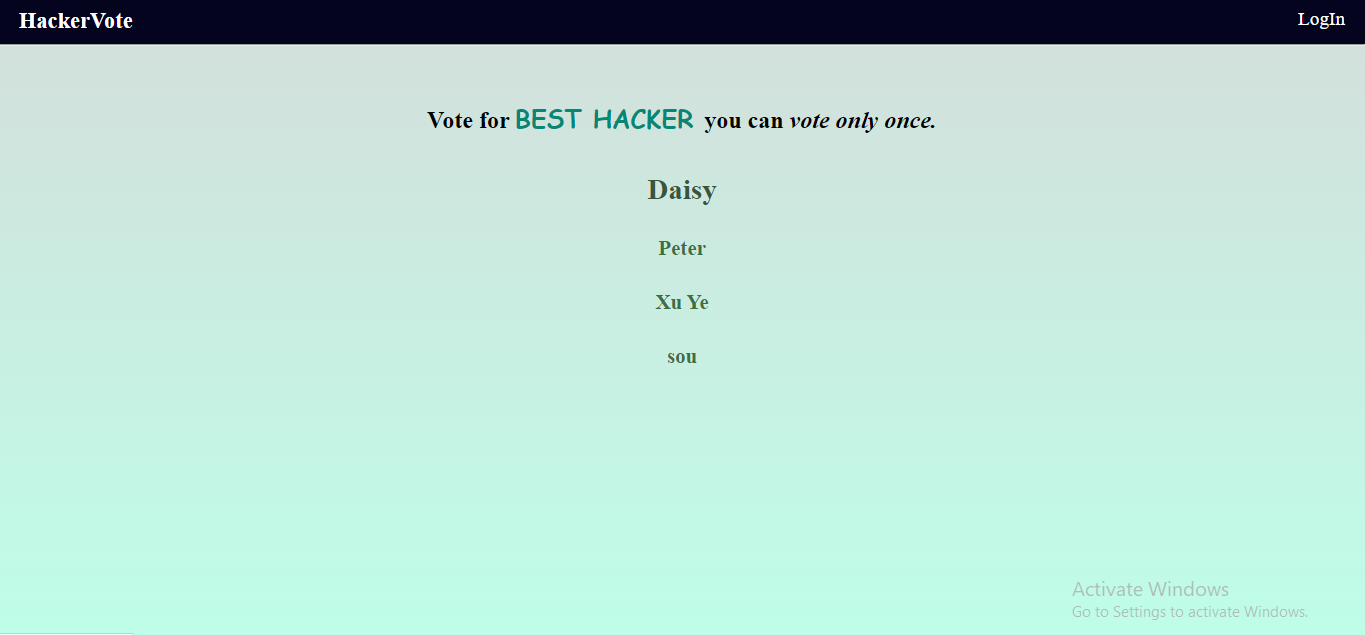 HackerVote LogIn
Vote for BEST HACKER you can vote only once.
Daisy
Peter
Xu Ye
sou
Activate Windows
Go to Settings to activate Windows.